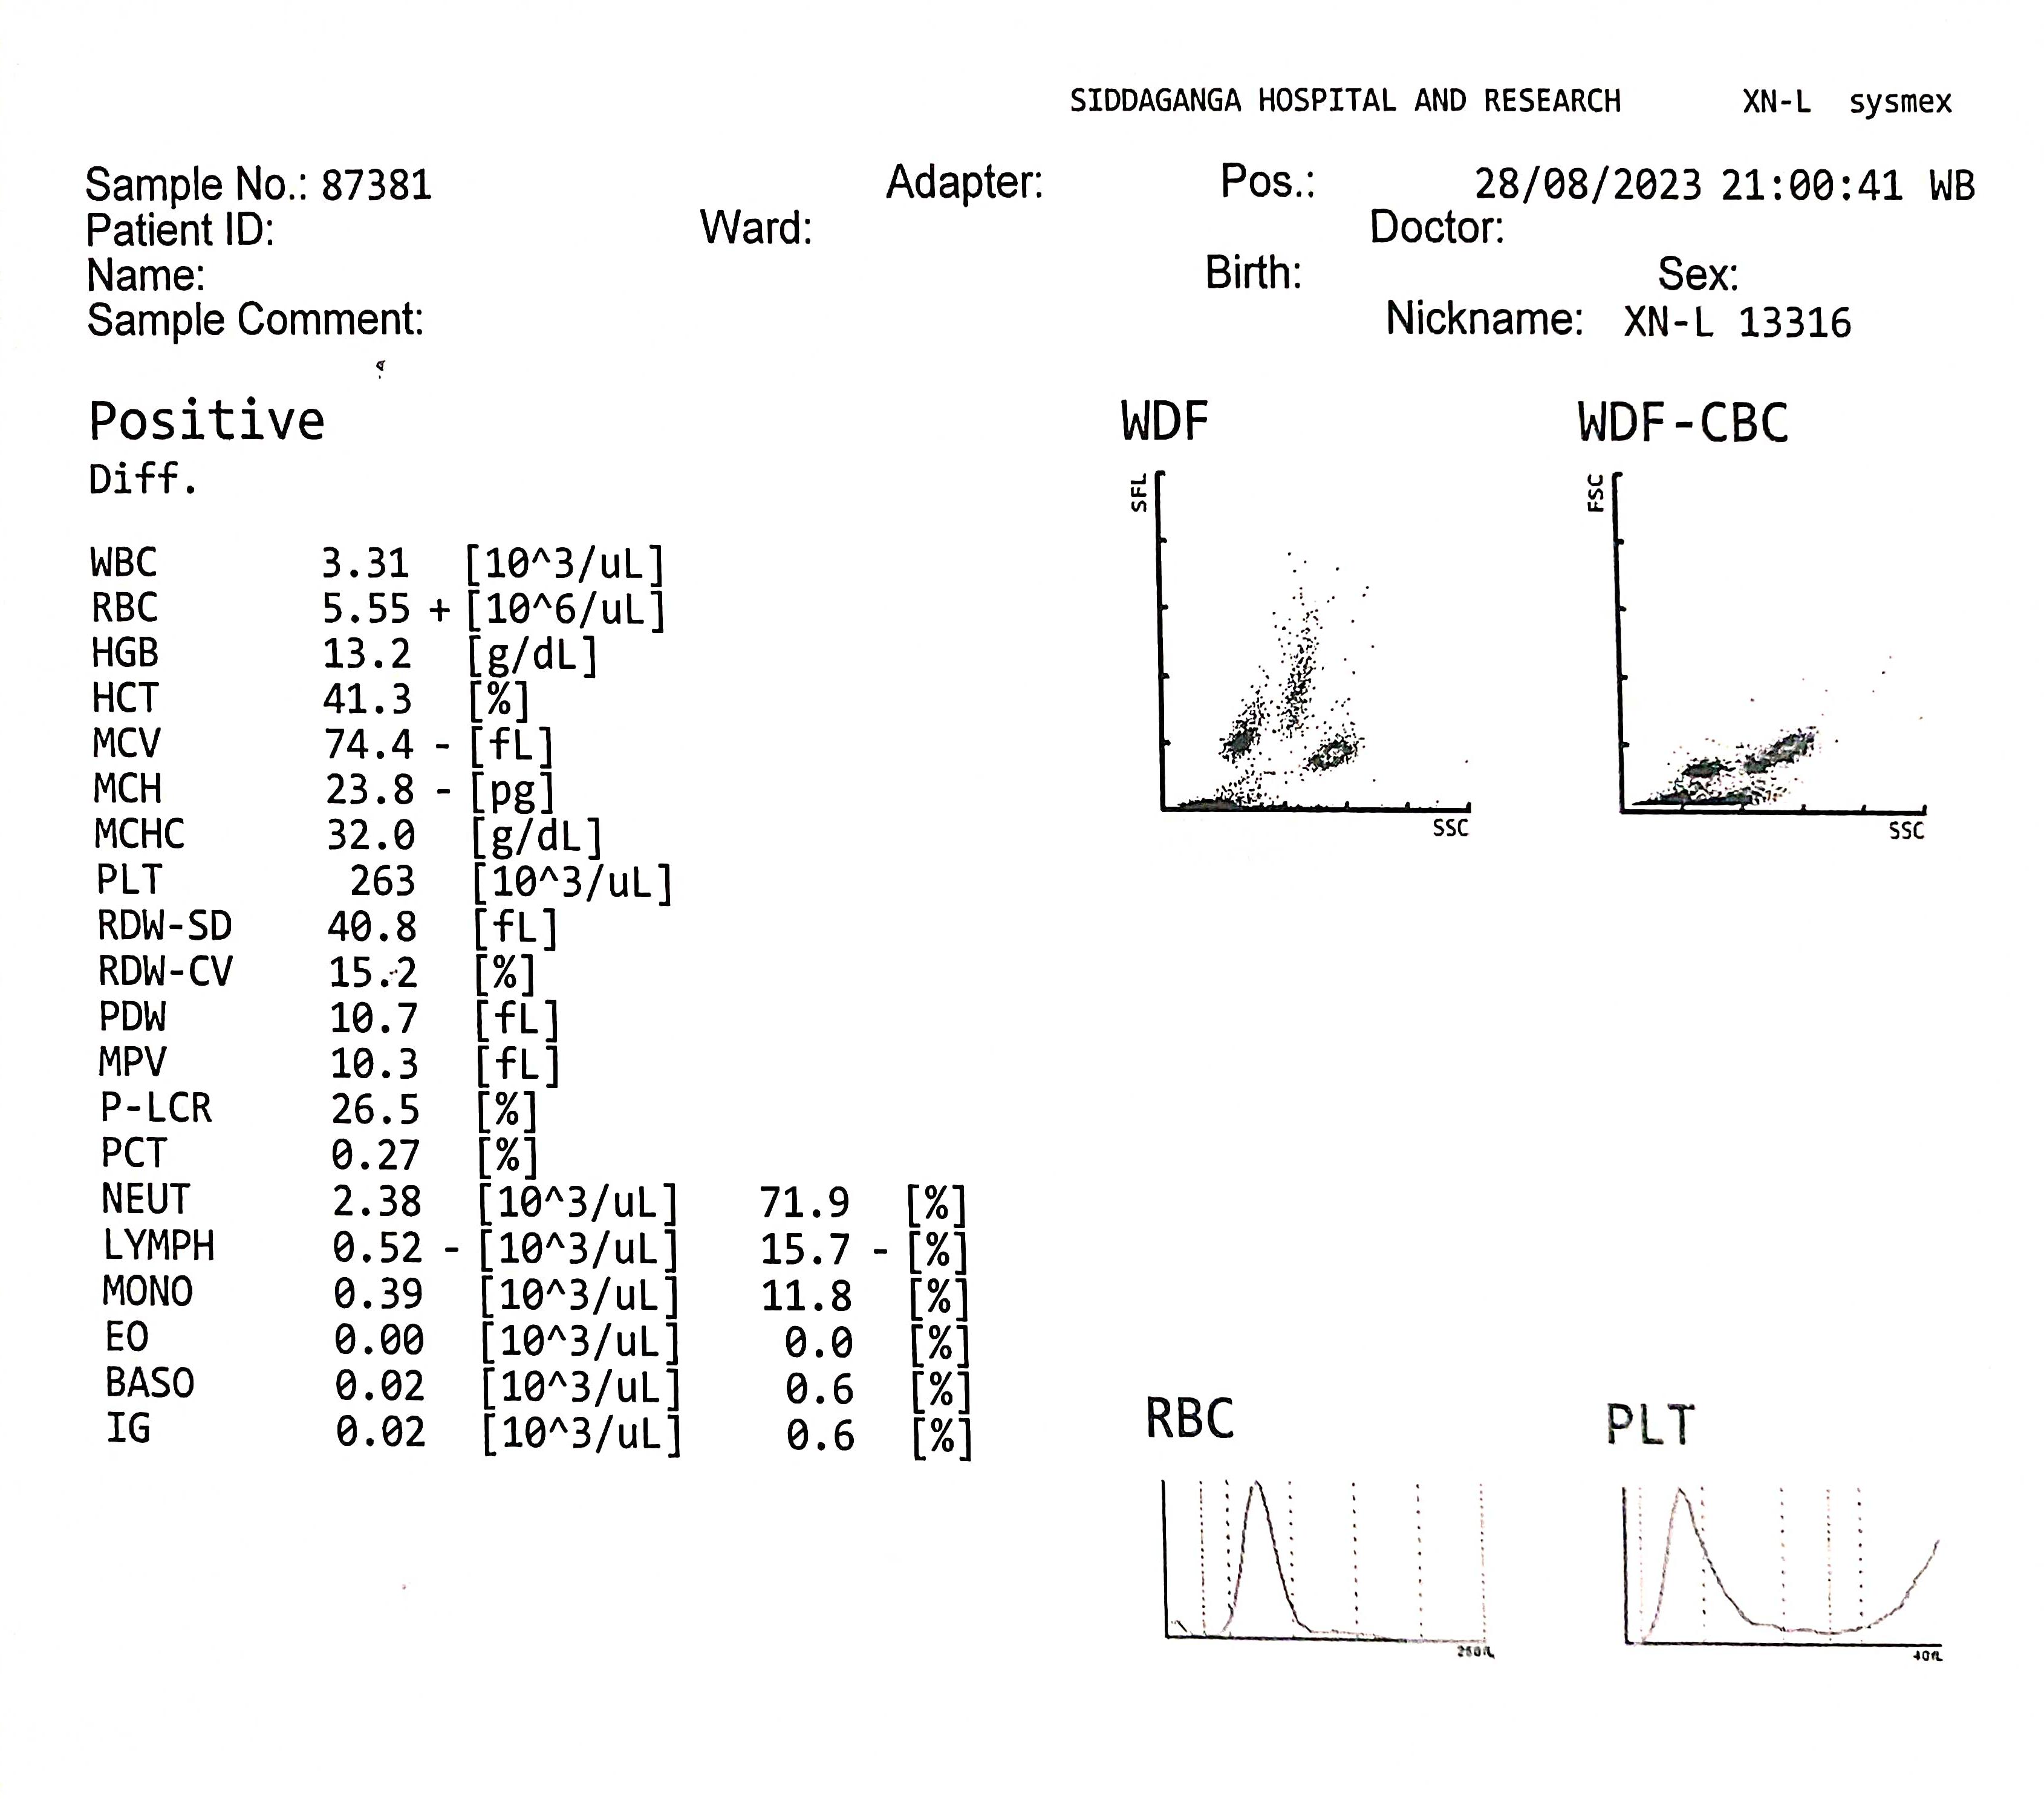 SIDDAGANGA HOSPITAL AND RESEARCH XN-L sysmex
Sample No.: 87381 Adapter: Pos.: 28/08/2023 21:00:41 WB
Patient ID: Ward: Doctor:
Name: Birth: Sex:
Sample Comment: Nickname: XN-L 13316
Positive
Diff.
WDF WDF-CBC
SFL FSC
SSC SSC
WBC 3.31 [10^3/uL]
RBC 5.55 + [10^6/uL]
HGB 13.2 [g/dL]
HCT 41.3 [%]
MCV 74.4 - [fL]
MCH 23.8 - [pg]
MCHC 32.0 [g/dL]
PLT 263 [10^3/uL]
RDW-SD 40.8 [fL]
RDW-CV 15.2 [%]
PDW 10.7 [fL]
MPV 10.3 [fL]
P-LCR 26.5 [%]
PCT 0.27 [%]
NEUT 2.38 [10^3/uL] 71.9 [%]
LYMPH 0.52 - [10^3/uL] 15.7 - [%]
MONO 0.39 [10^3/uL] 11.8 [%]
EO 0.00 [10^3/uL] 0.0 [%]
BASO 0.02 [10^3/uL] 0.6 [%]
IG 0.02 [10^3/uL] 0.6 [%]
RBC PLT
250fL 40fL